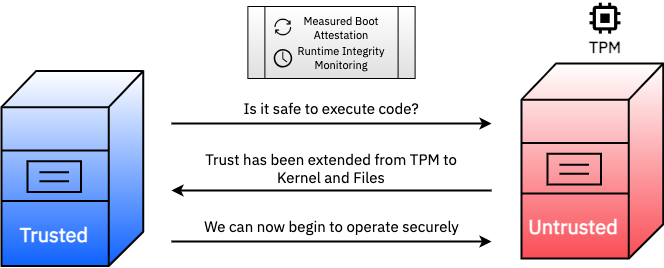 Measured Boot
Attestation
Runtime Integrity
Monitoring
TPM
Is it safe to execute code?
Trust has been extended from TPM to
Kernel and Files
We can now begin to operate securely
Trusted
Untrusted